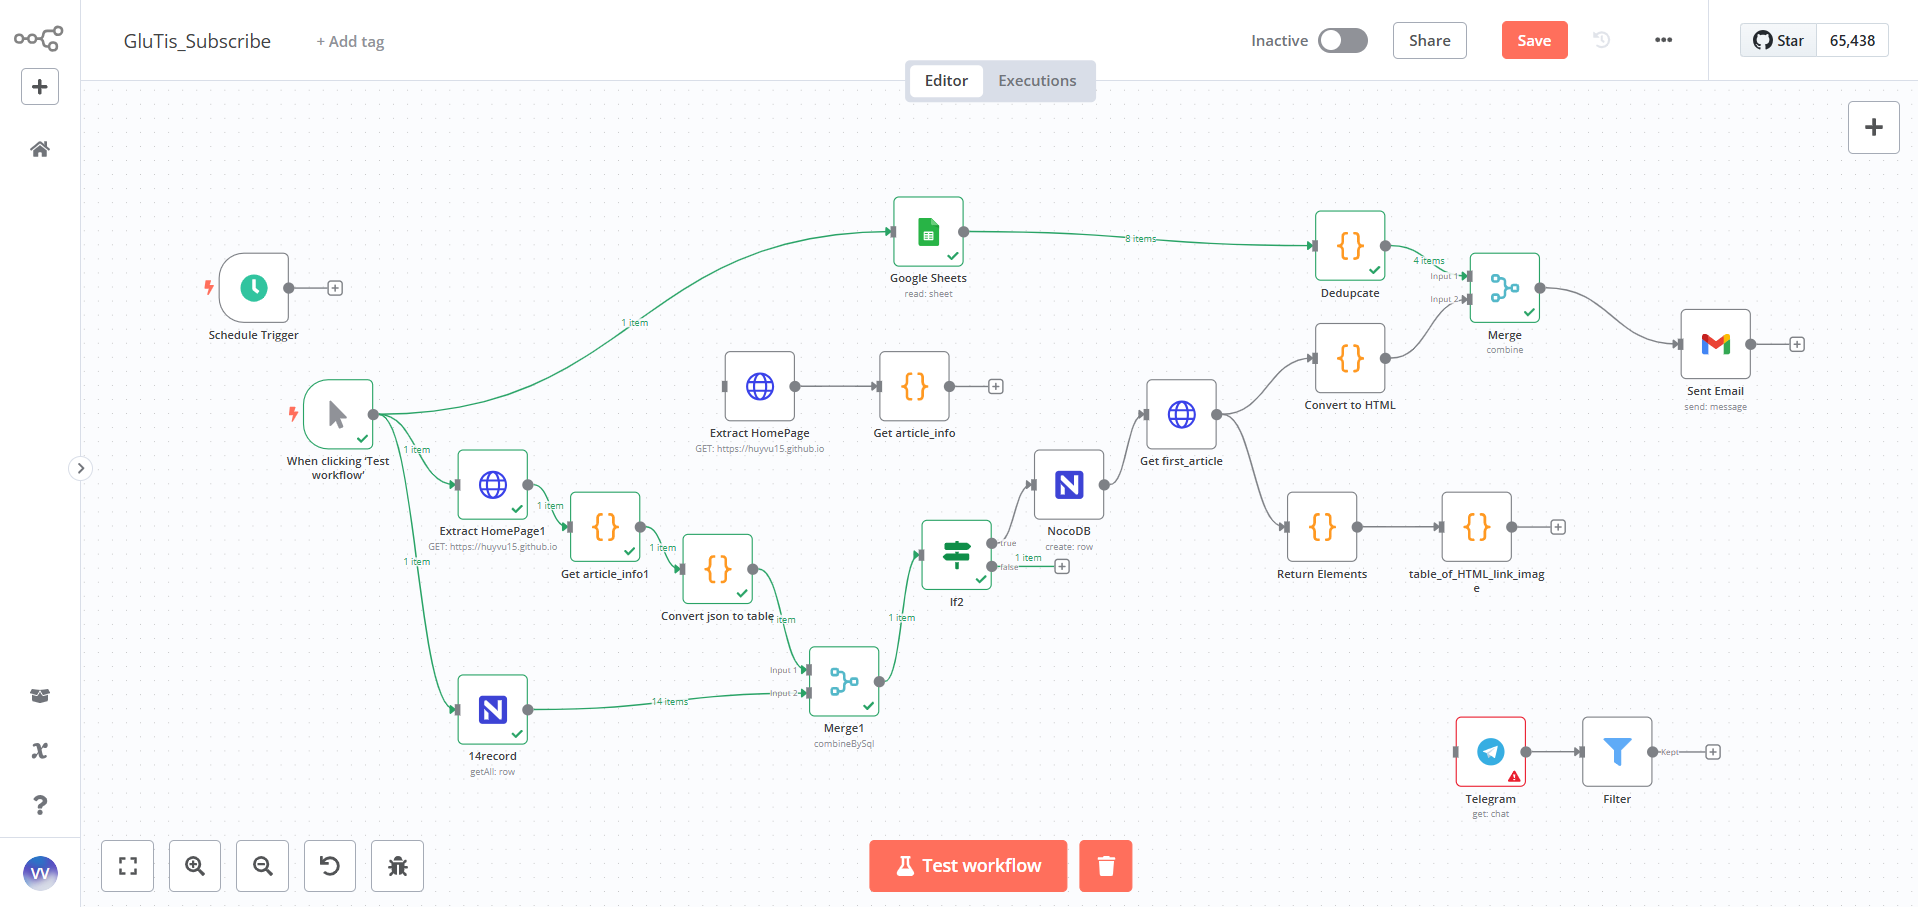 GluTis_Subscribe
+ Add tag
Inactive
Share
Save
Star
65,438
Editor
Executions
Google Sheets
read: sheet
8 items
Dedupcate
4 items
Input 1
Input 2
Merge
combine
Schedule Trigger
1 item
Sent Email
send: message
Convert to HTML
Extract HomePage
GET: https://huyvu15.github.io
Get article_info
Get first_article
When clicking ‘Test
workflow’
1 item
Extract HomePage1
GET: https://huyvu15.github.io
1 item
Get article_info1
1 item
1 item
Convert json to table
item
NocoDB
create: row
true
1 item
false
If2
1 item
Return Elements
table_of_HTML_link_imag
e
Input 1
Input 2
14 items
Merge1
combineBySql
14record
getAll: row
Telegram
get: chat
Kept
Filter
VV
Test workflow